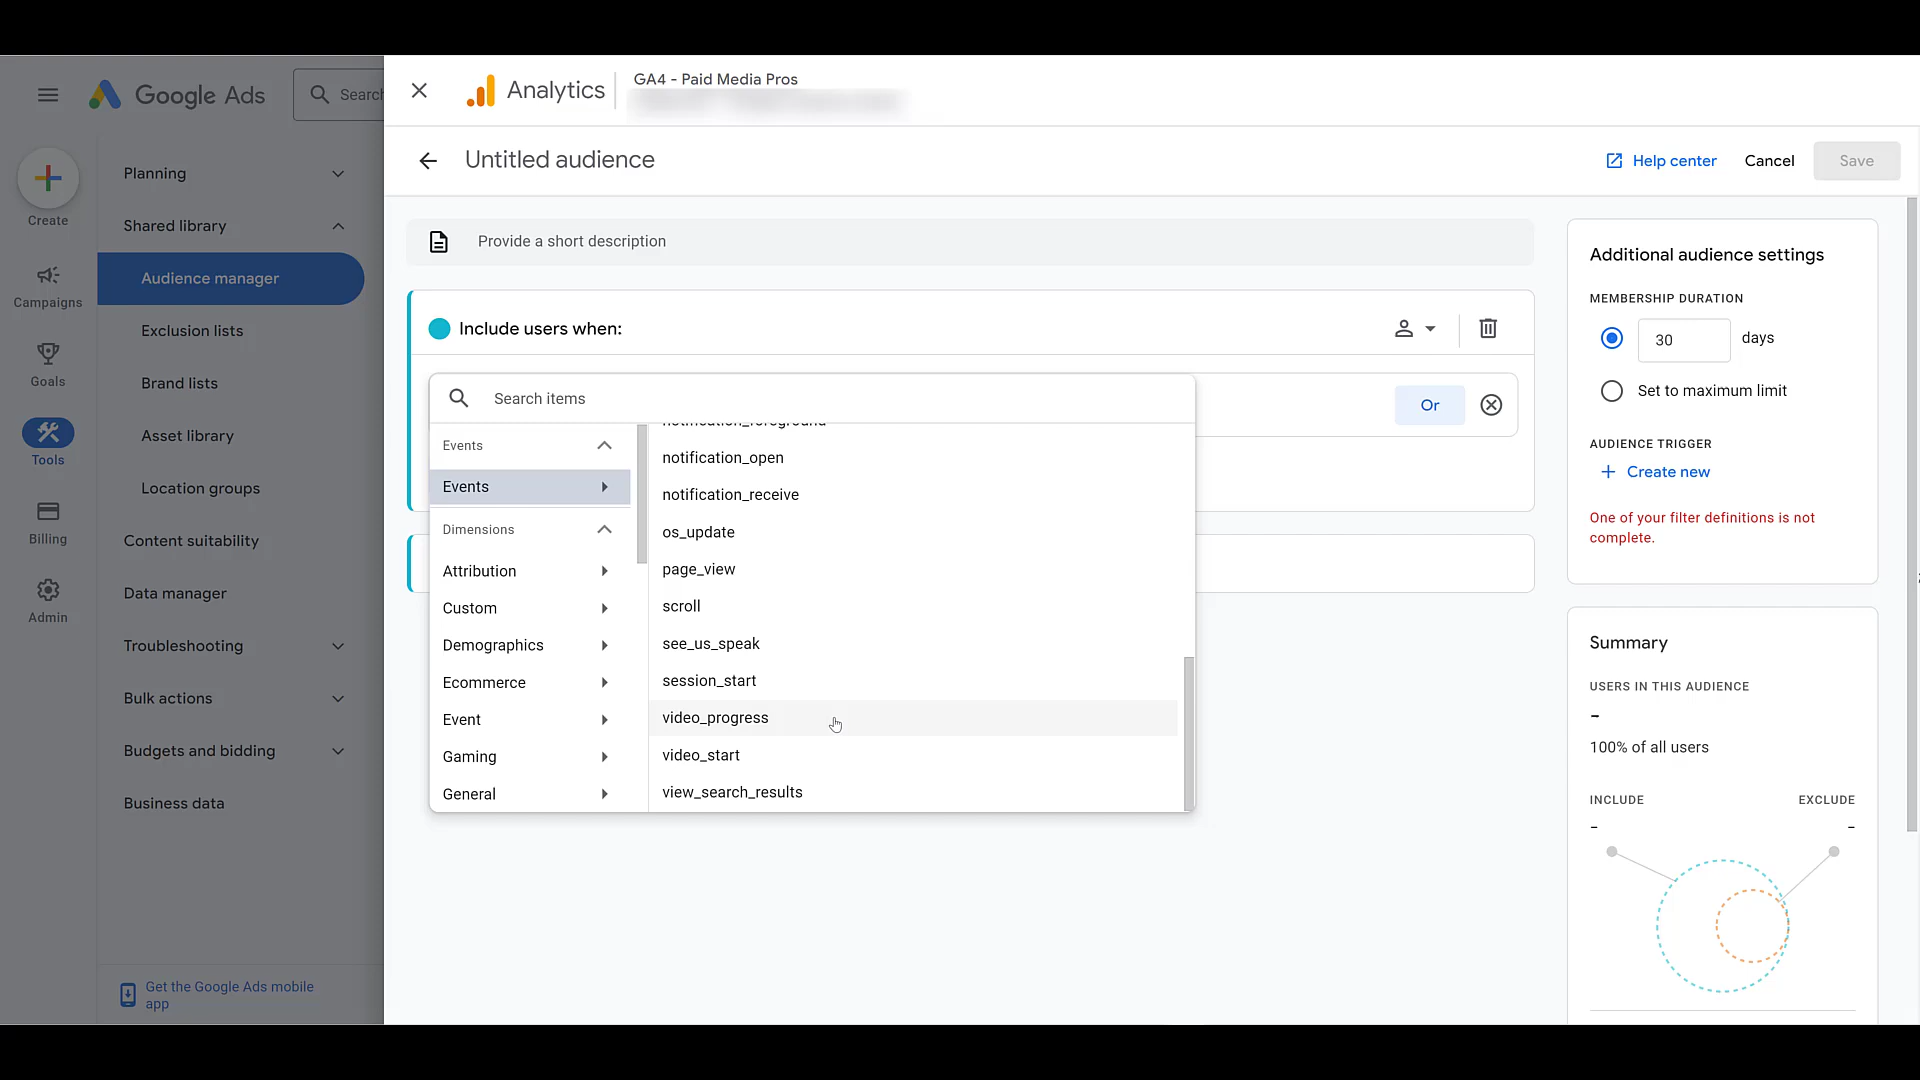 Google Ads
Search
Create
Campaigns
Goals
Tools
Billing
Admin
Planning
Shared library
Audience manager
Exclusion lists
Brand lists
Asset library
Location groups
Content suitability
Data manager
Troubleshooting
Bulk actions
Budgets and bidding
Business data
Get the Google Ads mobile
app
Analytics
GA4 - Paid Media Pros
Untitled audience
Help center
Cancel
Save
Provide a short description
Include users when:
Search items
Or
Events
Events
Dimensions
Attribution
Custom
Demographics
Ecommerce
Event
Gaming
General
notification_foreground
notification_open
notification_receive
os_update
page_view
scroll
see_us_speak
session_start
video_progress
video_start
view_search_results
Additional audience settings
MEMBERSHIP DURATION
30 days
Set to maximum limit
AUDIENCE TRIGGER
Create new
One of your filter definitions is not
complete.
Summary
USERS IN THIS AUDIENCE
-
100% of all users
INCLUDE EXCLUDE
- -